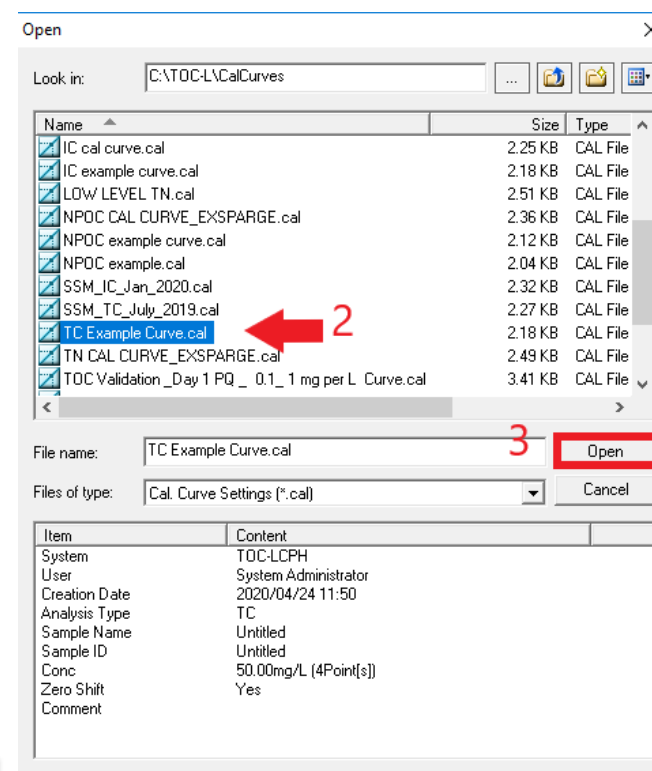 Open
Look in: C:\TOC-L\CalCurves ...
Name Size Type
IC cal curve.cal 2.25 KB CAL File
IC example curve.cal 2.18 KB CAL File
LOW LEVEL TN.cal 2.51 KB CAL File
NPOC CAL CURVE_EXSPARGE.cal 2.36 KB CAL File
NPOC example curve.cal 2.12 KB CAL File
NPOC example.cal 2.04 KB CAL File
SSM_IC_Jan_2020.cal 2.32 KB CAL File
SSM_TC_July_2019.cal 2.27 KB CAL File
TC Example Curve.cal 2 2.18 KB CAL File
TN CAL CURVE_EXSPARGE.cal 2.49 KB CAL File
TOC Validation _Day 1 PQ _ 0.1_ 1 mg per L Curve.cal 3.41 KB CAL File
File name: TC Example Curve.cal 3 Open
Files of type: Cal. Curve Settings (*.cal) Cancel
Item Content
System TOC-LCPH
User System Administrator
Creation Date 2020/04/24 11:50
Analysis Type TC
Sample Name Untitled
Sample ID Untitled
Conc 50.00mg/L (4Point[s])
Zero Shift Yes
Comment